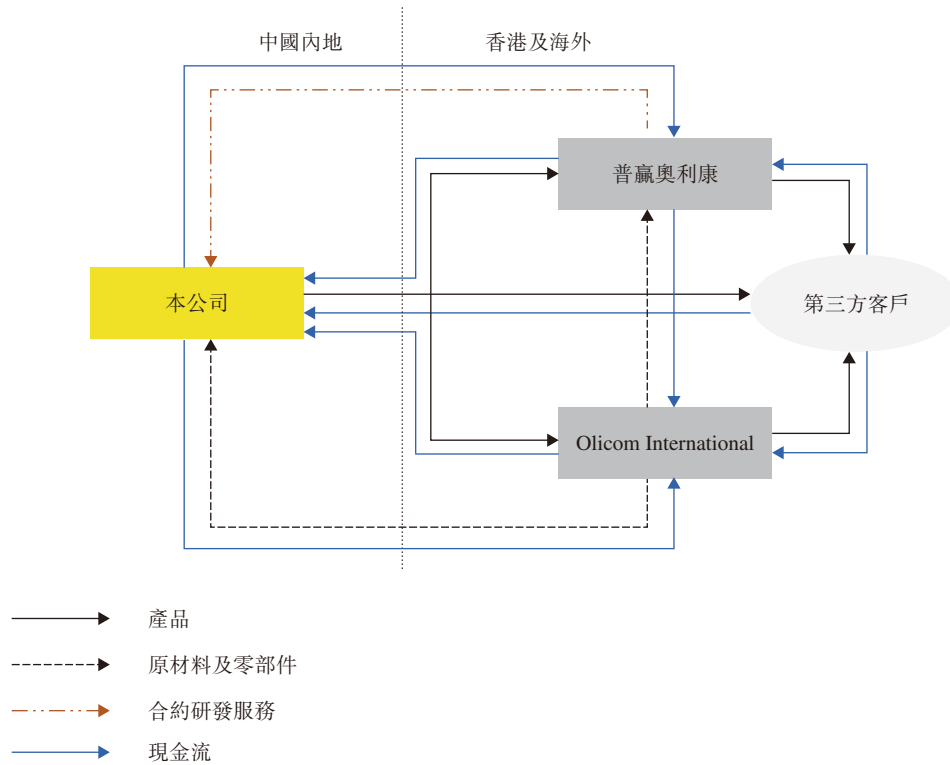 中國內地
香港及海外
普贏奧利康
本公司
第三方客戶
Olicom International
產品
原材料及零部件
合約研發服務
現金流